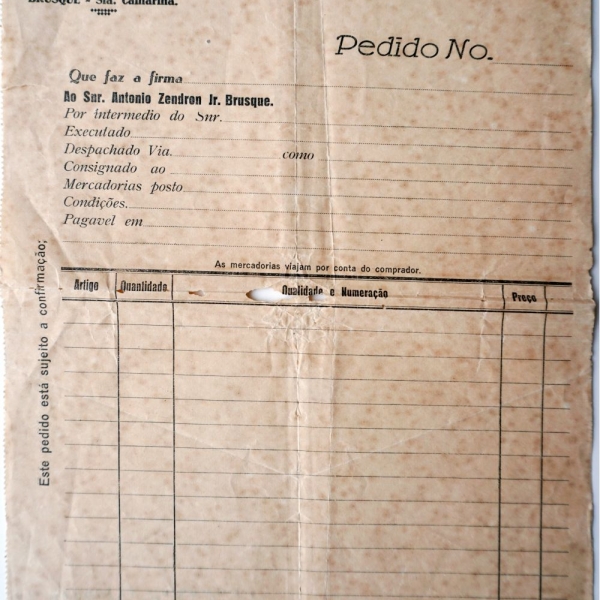 BRUSQUE - Sta. Catharina.
Pedido No.
Que faz a firma
Ao Snr. Antonio Zendron Jr. Brusque.
Por intermedio do Snr.
Executado
Despachado Via. como
Consignado ao
Mercadorias posto
Condições.
Pagavel em
As mercadorias viajam por conta do comprador.
Artigo Quantidade Qualidade e Numeração Preço
Este pedido está sujeito a confirmação;